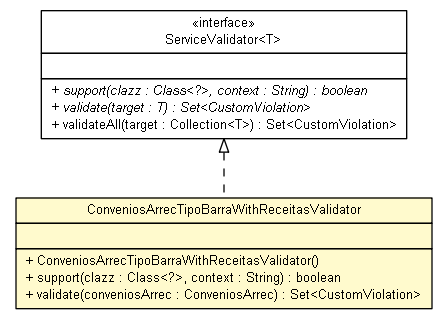 «interface»
ServiceValidator<T>
+ support(clazz : Class<?>, context : String) : boolean
+ validate(target : T) : Set<CustomViolation>
+ validateAll(target : Collection<T>) : Set<CustomViolation>
ConveniosArrecTipoBarraWithReceitasValidator
+ ConveniosArrecTipoBarraWithReceitasValidator()
+ support(clazz : Class<?>, context : String) : boolean
+ validate(conveniosArrec : ConveniosArrec) : Set<CustomViolation>